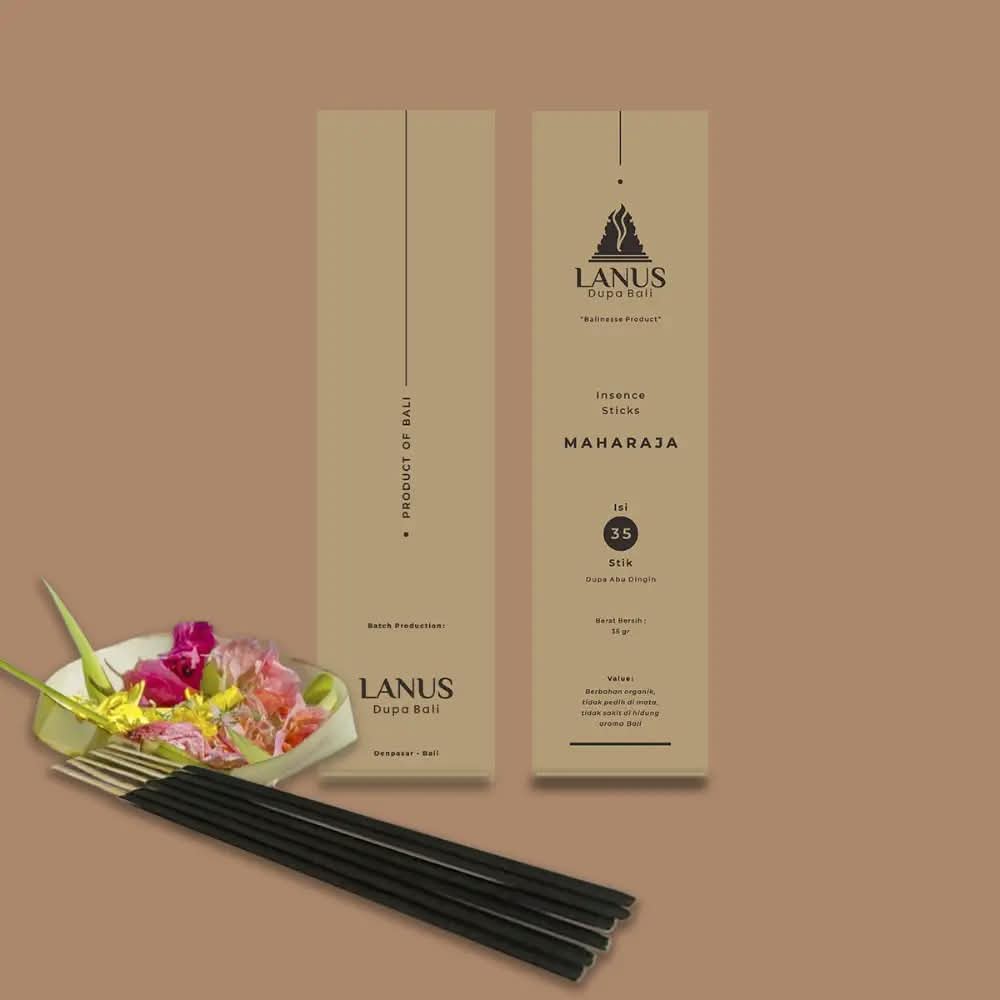 PRODUCT OF BALI
Batch Production:
LANUS
Dupa Bali
Denpasar - Bali
LANUS
Dupa Bali
"Balinesse Product"
Insence
Sticks
MAHARAJA
Isi
35
Stik
Dupa Abu Dingin
Berat Bersih :
35 gr
Value:
Berbahan organik,
tidak pedih di mata,
tidak sakit di hidung
aroma Bali